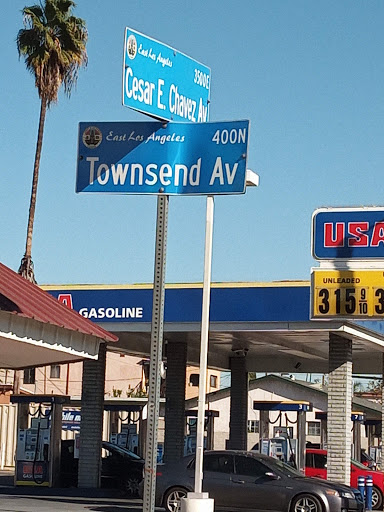 East Los Angeles
3500E
Cesar E. Chavez Av
East Los Angeles
400N
Townsend Av
USA
UNLEADED
315 9/10 3
A GASOLINE